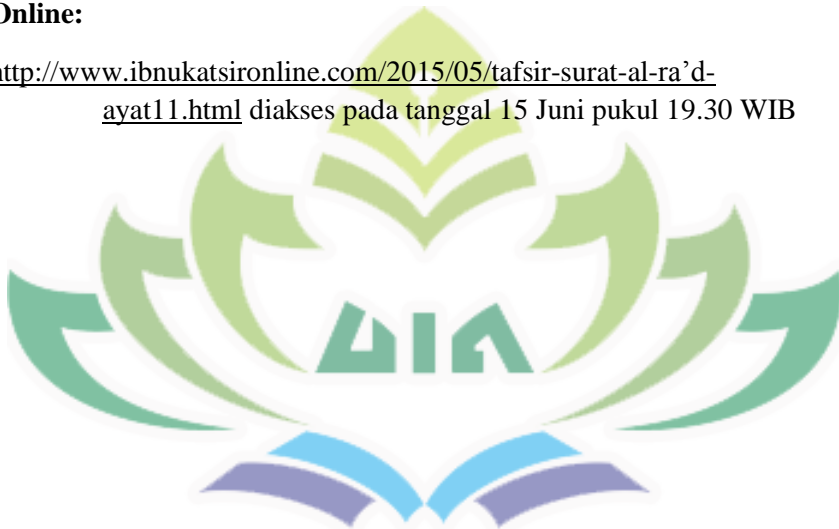 Online:
http://www.ibnukatsironline.com/2015/05/tafsir-surat-al-ra’d-
ayat11.html diakses pada tanggal 15 Juni pukul 19.30 WIB
UIN